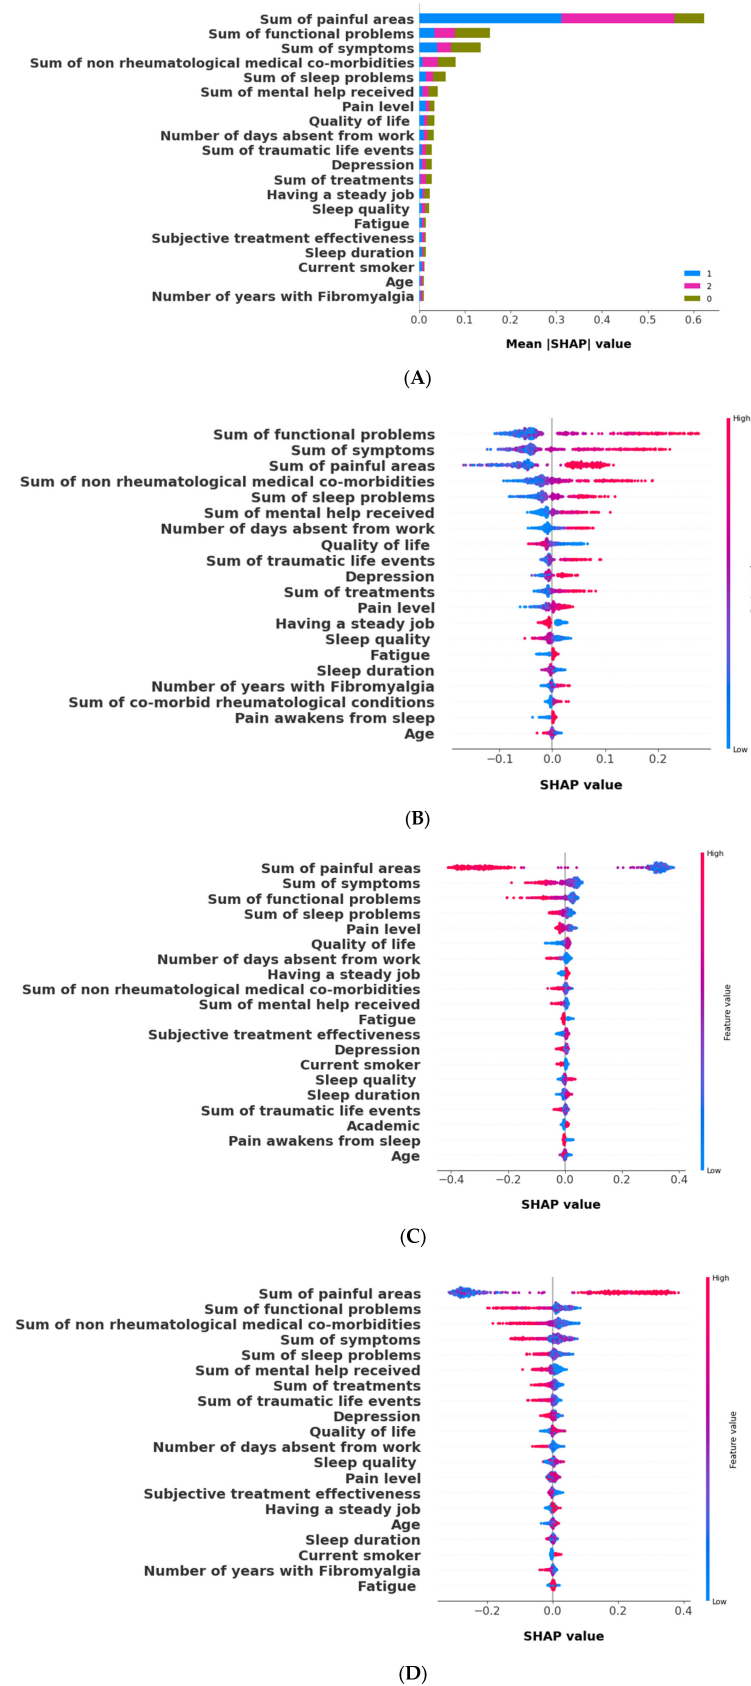 Sum of painful areas
Sum of functional problems
Sum of symptoms
Sum of non rheumatological medical co-morbidities
Sum of sleep problems
Sum of mental help received
Pain level
Quality of life
Number of days absent from work
Sum of traumatic life events
Depression
Sum of treatments
Having a steady job
Sleep quality
Fatigue
Subjective treatment effectiveness
Sleep duration
Current smoker
Age
Number of years with Fibromyalgia
1
2
0
0.0 0.1 0.2 0.3 0.4 0.5 0.6
Mean |SHAP| value
(A)
High
Sum of functional problems
Sum of symptoms
Sum of painful areas
Sum of non rheumatological medical co-morbidities
Sum of sleep problems
Sum of mental help received
Number of days absent from work
Quality of life
Sum of traumatic life events
Depression
Sum of treatments
Pain level
Having a steady job
Sleep quality
Fatigue
Sleep duration
Number of years with Fibromyalgia
Sum of co-morbid rheumatological conditions
Pain awakens from sleep
Age
Low
−0.1 0.0 0.1 0.2
SHAP value
(B)
High
Sum of painful areas
Sum of symptoms
Sum of functional problems
Sum of sleep problems
Pain level
Quality of life
Number of days absent from work
Having a steady job
Sum of non rheumatological medical co-morbidities
Sum of mental help received
Fatigue
Subjective treatment effectiveness
Depression
Current smoker
Sleep quality
Sleep duration
Sum of traumatic life events
Academic
Pain awakens from sleep
Age
Feature value
Low
−0.4 −0.2 0.0 0.2 0.4
SHAP value
(C)
High
Sum of painful areas
Sum of functional problems
Sum of non rheumatological medical co-morbidities
Sum of symptoms
Sum of sleep problems
Sum of mental help received
Sum of treatments
Sum of traumatic life events
Depression
Quality of life
Number of days absent from work
Sleep quality
Pain level
Subjective treatment effectiveness
Having a steady job
Age
Sleep duration
Current smoker
Number of years with Fibromyalgia
Fatigue
Feature value
Low
−0.2 0.0 0.2 0.4
SHAP value
(D)